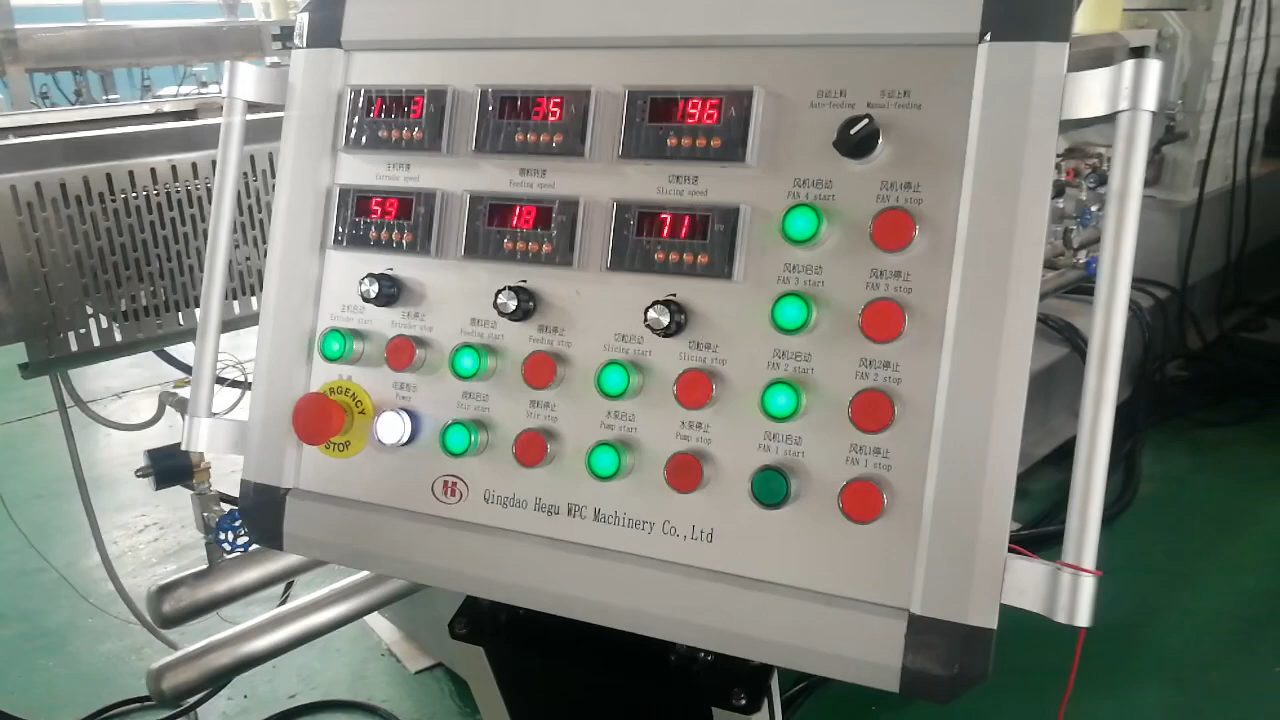 自动上料 手动上料
Auto-feeding Manual-feeding
35
.196
主机转速
Extruder speed
喂料转速
Feeding speed
切粒转速
Slicing speed
59
18
71
风机4启动
FAN 4 start
风机4停止
FAN 4 stop
风机3启动
FAN 3 start
风机3停止
FAN 3 stop
主机启动
Extruder start
主机停止
Extruder stop
喂料启动
Feeding start
喂料停止
Feeding stop
切粒启动
Slicing start
切粒停止
Slicing stop
风机2启动
FAN 2 start
风机2停止
FAN 2 stop
EMERGENCY
STOP
电源指示
Power
搅料启动
Stir start
搅料停止
Stir stop
水泵启动
Pump start
水泵停止
Pump stop
风机1启动
FAN 1 start
风机1停止
FAN 1 stop
H
Qingdao Hegu WPC Machinery Co.,Ltd